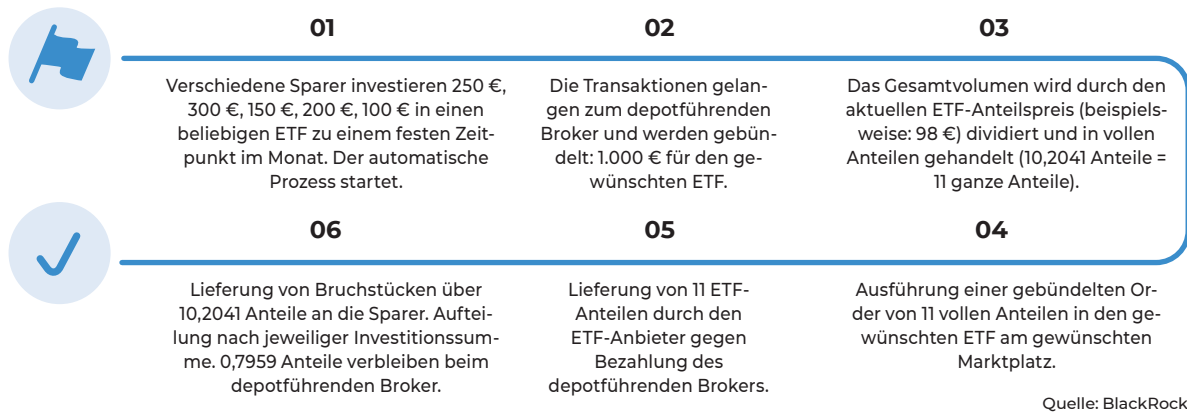 01
Verschiedene Sparer investieren 250 €,
300 €, 150 €, 200 €, 100 € in einen
beliebigen ETF zu einem festen Zeit-
punkt im Monat. Der automatische
Prozess startet.
02
Die Transaktionen gelan-
gen zum depotführenden
Broker und werden gebün-
delt: 1.000 € für den ge-
wünschten ETF.
03
Das Gesamtvolumen wird durch den
aktuellen ETF-Anteilspreis (beispiels-
weise: 98 €) dividiert und in vollen
Anteilen gehandelt (10,2041 Anteile =
11 ganze Anteile).
04
Ausführung einer gebündelten Or-
der von 11 vollen Anteilen in den ge-
wünschten ETF am gewünschten
Marktplatz.
05
Lieferung von 11 ETF-
Anteilen durch den
ETF-Anbieter gegen
Bezahlung des
depotführenden Brokers.
06
Lieferung von Bruchstücken über
10,2041 Anteile an die Sparer. Auftei-
lung nach jeweiliger Investitionssum-
me. 0,7959 Anteile verbleiben beim
depotführenden Broker.
Quelle: BlackRock